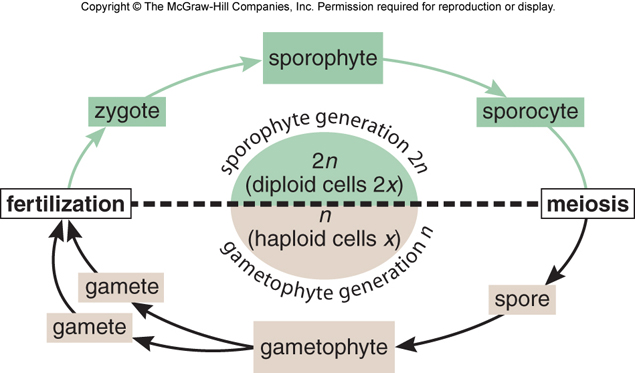 Copyright © The McGraw-Hill Companies, Inc. Permission required for reproduction or display.
sporophyte
zygote
sporocyte
sporophyte generation 2n
2n
(diploid cells 2x)
fertilization
meiosis
n
(haploid cells x)
gametophyte generation n
gamete
spore
gamete
gametophyte